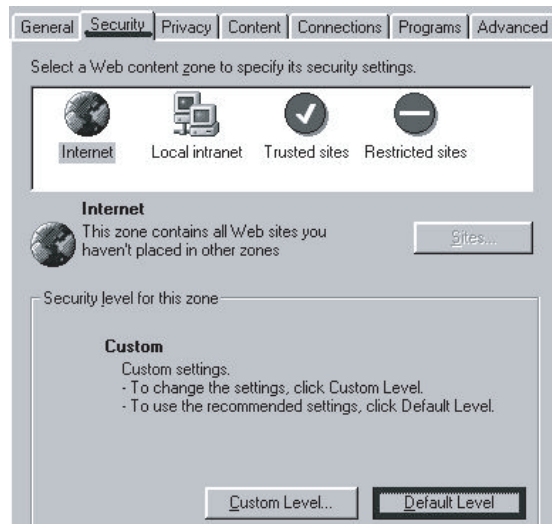 General Security Privacy Content Connections Programs Advanced
Select a Web content zone to specify its security settings.
Internet Local intranet Trusted sites Restricted sites
Internet
This zone contains all Web sites you
haven't placed in other zones
Sites...
Security level for this zone
Custom
Custom settings.
- To change the settings, click Custom Level.
- To use the recommended settings, click Default Level.
Custom Level... Default Level